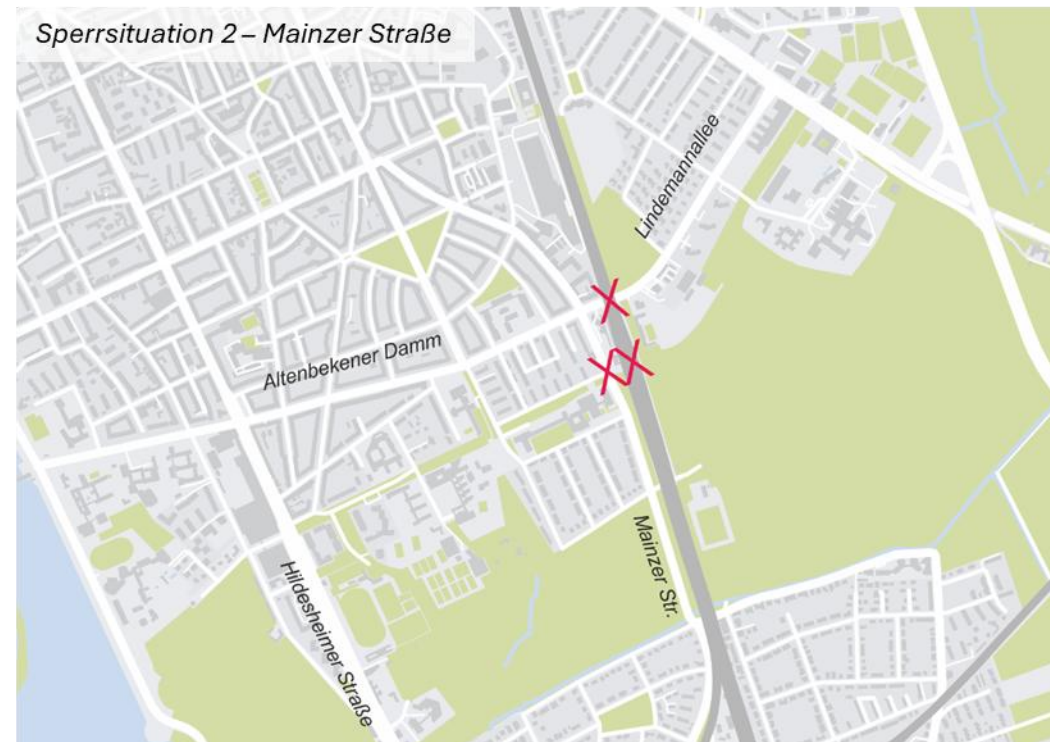 Sperrsituation 2 – Mainzer Straße
Lindemannallee
Altenbekener Damm
Mainzer Str.
Hildesheimer Straße